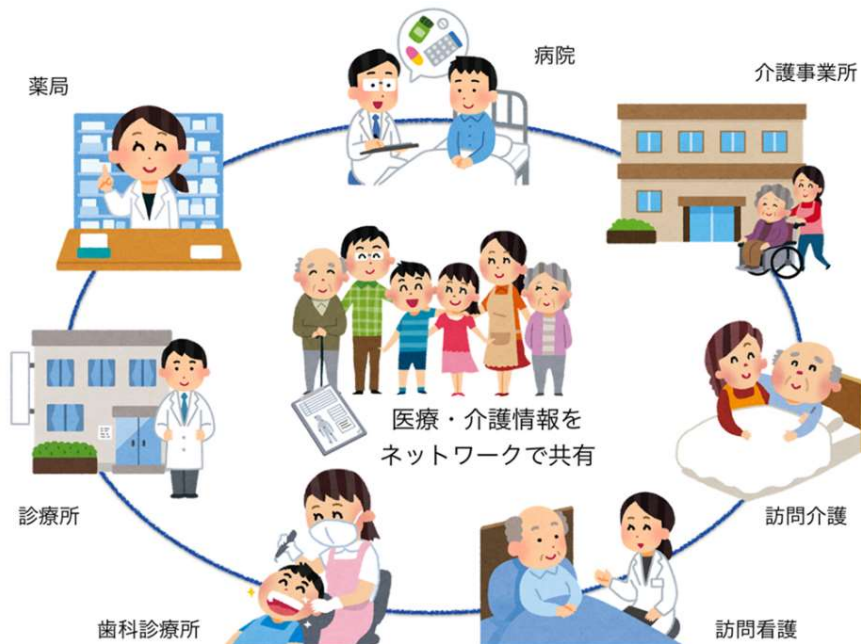 病院
介護事業所
薬局
医療・介護情報を
ネットワークで共有
診療所
訪問介護
歯科診療所
訪問看護